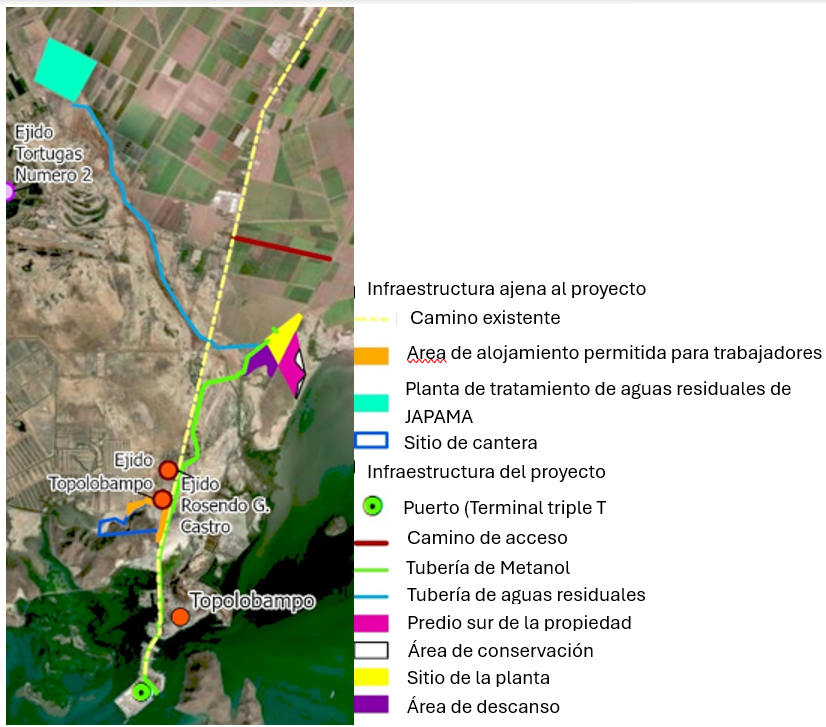 Ejido
Tortugas
Numero 2
Ejido
Topolobampo
Ejido
Rosendo G.
Castro
Topolobampo
Infraestructura ajena al proyecto
Camino existente
Area de alojamiento permitida para trabajadores
Planta de tratamiento de aguas residuales de
JAPAMA
Sitio de cantera
Infraestructura del proyecto
Puerto (Terminal triple T
Camino de acceso
Tubería de Metanol
Tubería de aguas residuales
Predio sur de la propiedad
Área de conservación
Sitio de la planta
Área de descanso